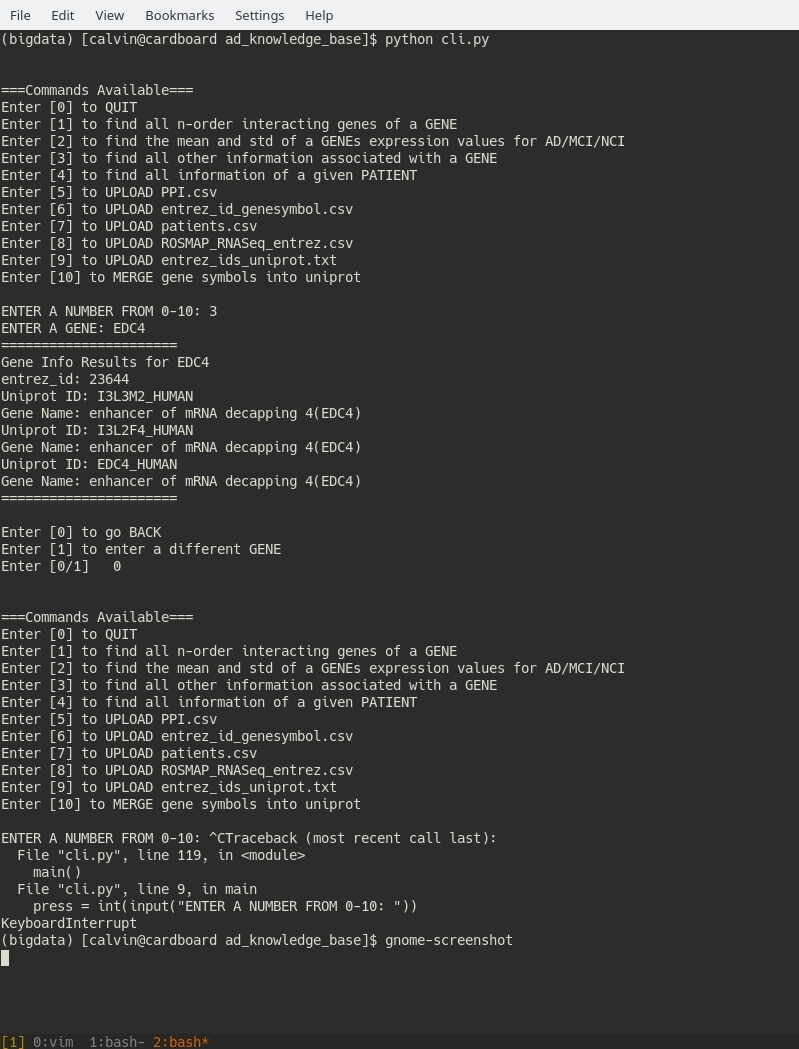 File Edit View Bookmarks Settings Help
(bigdata) [calvin@cardboard ad_knowledge_base]$ python cli.py
===Commands Available===
Enter [0] to QUIT
Enter [1] to find all n-order interacting genes of a GENE
Enter [2] to find the mean and std of a GENEs expression values for AD/MCI/NCI
Enter [3] to find all other information associated with a GENE
Enter [4] to find all information of a given PATIENT
Enter [5] to UPLOAD PPI.csv
Enter [6] to UPLOAD entrez_id_genesymbol.csv
Enter [7] to UPLOAD patients.csv
Enter [8] to UPLOAD ROSMAP_RNASeq_entrez.csv
Enter [9] to UPLOAD entrez_ids_uniprot.txt
Enter [10] to MERGE gene symbols into uniprot
ENTER A NUMBER FROM 0-10: 3
ENTER A GENE: EDC4
======================
Gene Info Results for EDC4
entrez_id: 23644
Uniprot ID: I3L3M2_HUMAN
Gene Name: enhancer of mRNA decapping 4(EDC4)
Uniprot ID: I3L2F4_HUMAN
Gene Name: enhancer of mRNA decapping 4(EDC4)
Uniprot ID: EDC4_HUMAN
Gene Name: enhancer of mRNA decapping 4(EDC4)
======================
Enter [0] to go BACK
Enter [1] to enter a different GENE
Enter [0/1]   0
===Commands Available===
Enter [0] to QUIT
Enter [1] to find all n-order interacting genes of a GENE
Enter [2] to find the mean and std of a GENEs expression values for AD/MCI/NCI
Enter [3] to find all other information associated with a GENE
Enter [4] to find all information of a given PATIENT
Enter [5] to UPLOAD PPI.csv
Enter [6] to UPLOAD entrez_id_genesymbol.csv
Enter [7] to UPLOAD patients.csv
Enter [8] to UPLOAD ROSMAP_RNASeq_entrez.csv
Enter [9] to UPLOAD entrez_ids_uniprot.txt
Enter [10] to MERGE gene symbols into uniprot
ENTER A NUMBER FROM 0-10: ^CTraceback (most recent call last):
  File "cli.py", line 119, in <module>
    main()
  File "cli.py", line 9, in main
    press = int(input("ENTER A NUMBER FROM 0-10: "))
KeyboardInterrupt
(bigdata) [calvin@cardboard ad_knowledge_base]$ gnome-screenshot
[1] 0:vim  1:bash- 2:bash*